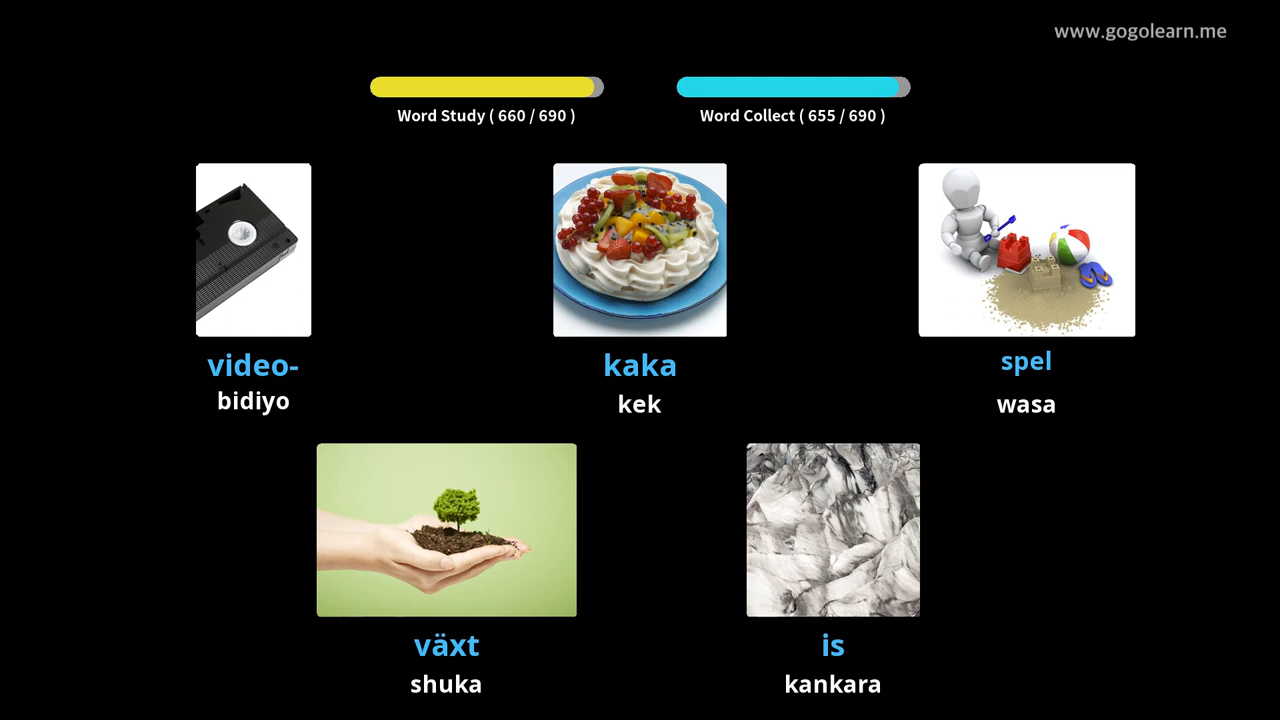 www.gogolearn.me
Word Study ( 660 / 690 )
Word Collect ( 655 / 690 )
video-
bidiyo
kaka
kek
spel
wasa
växt
shuka
is
kankara